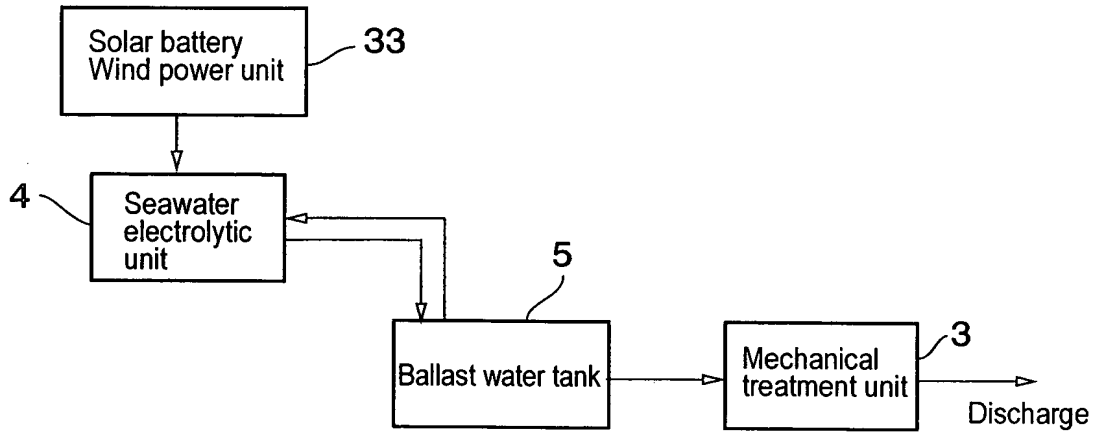 Solar battery
Wind power unit
33
4
Seawater
electrolytic
unit
5
Ballast water tank
3
Mechanical
treatment unit
Discharge